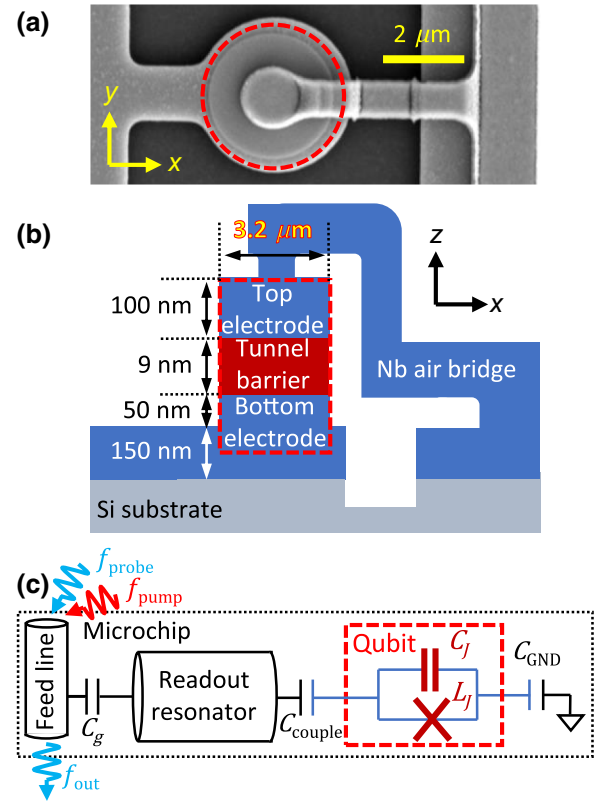 (a)
2 μm
y
x
(b)
3.2 μm
z
x
100 nm
Top
electrode
9 nm
Tunnel
barrier
Nb air bridge
50 nm
Bottom
electrode
150 nm
Si substrate
(c)
f_probe
f_pump
Microchip
Feed line
C_g
Readout
resonator
C_couple
Qubit
C_J
L_J
C_GND
f_out